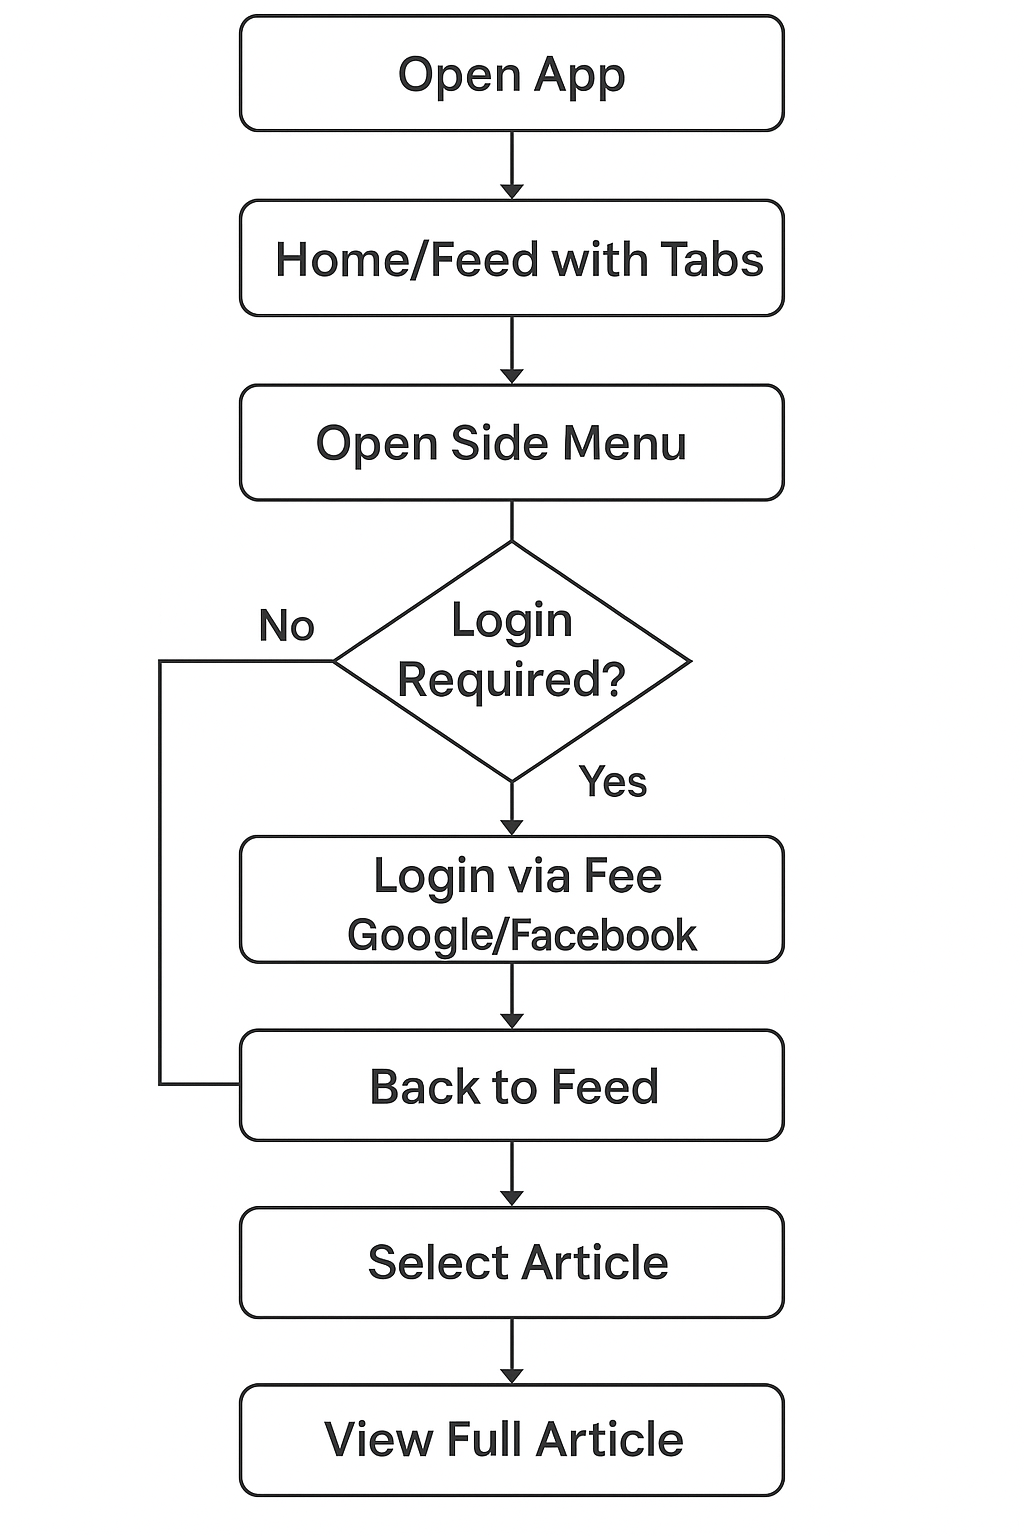 Open App
Home/Feed with Tabs
Open Side Menu
Login
Required?
No
Yes
Login via Fee
Google/Facebook
Back to Feed
Select Article
View Full Article